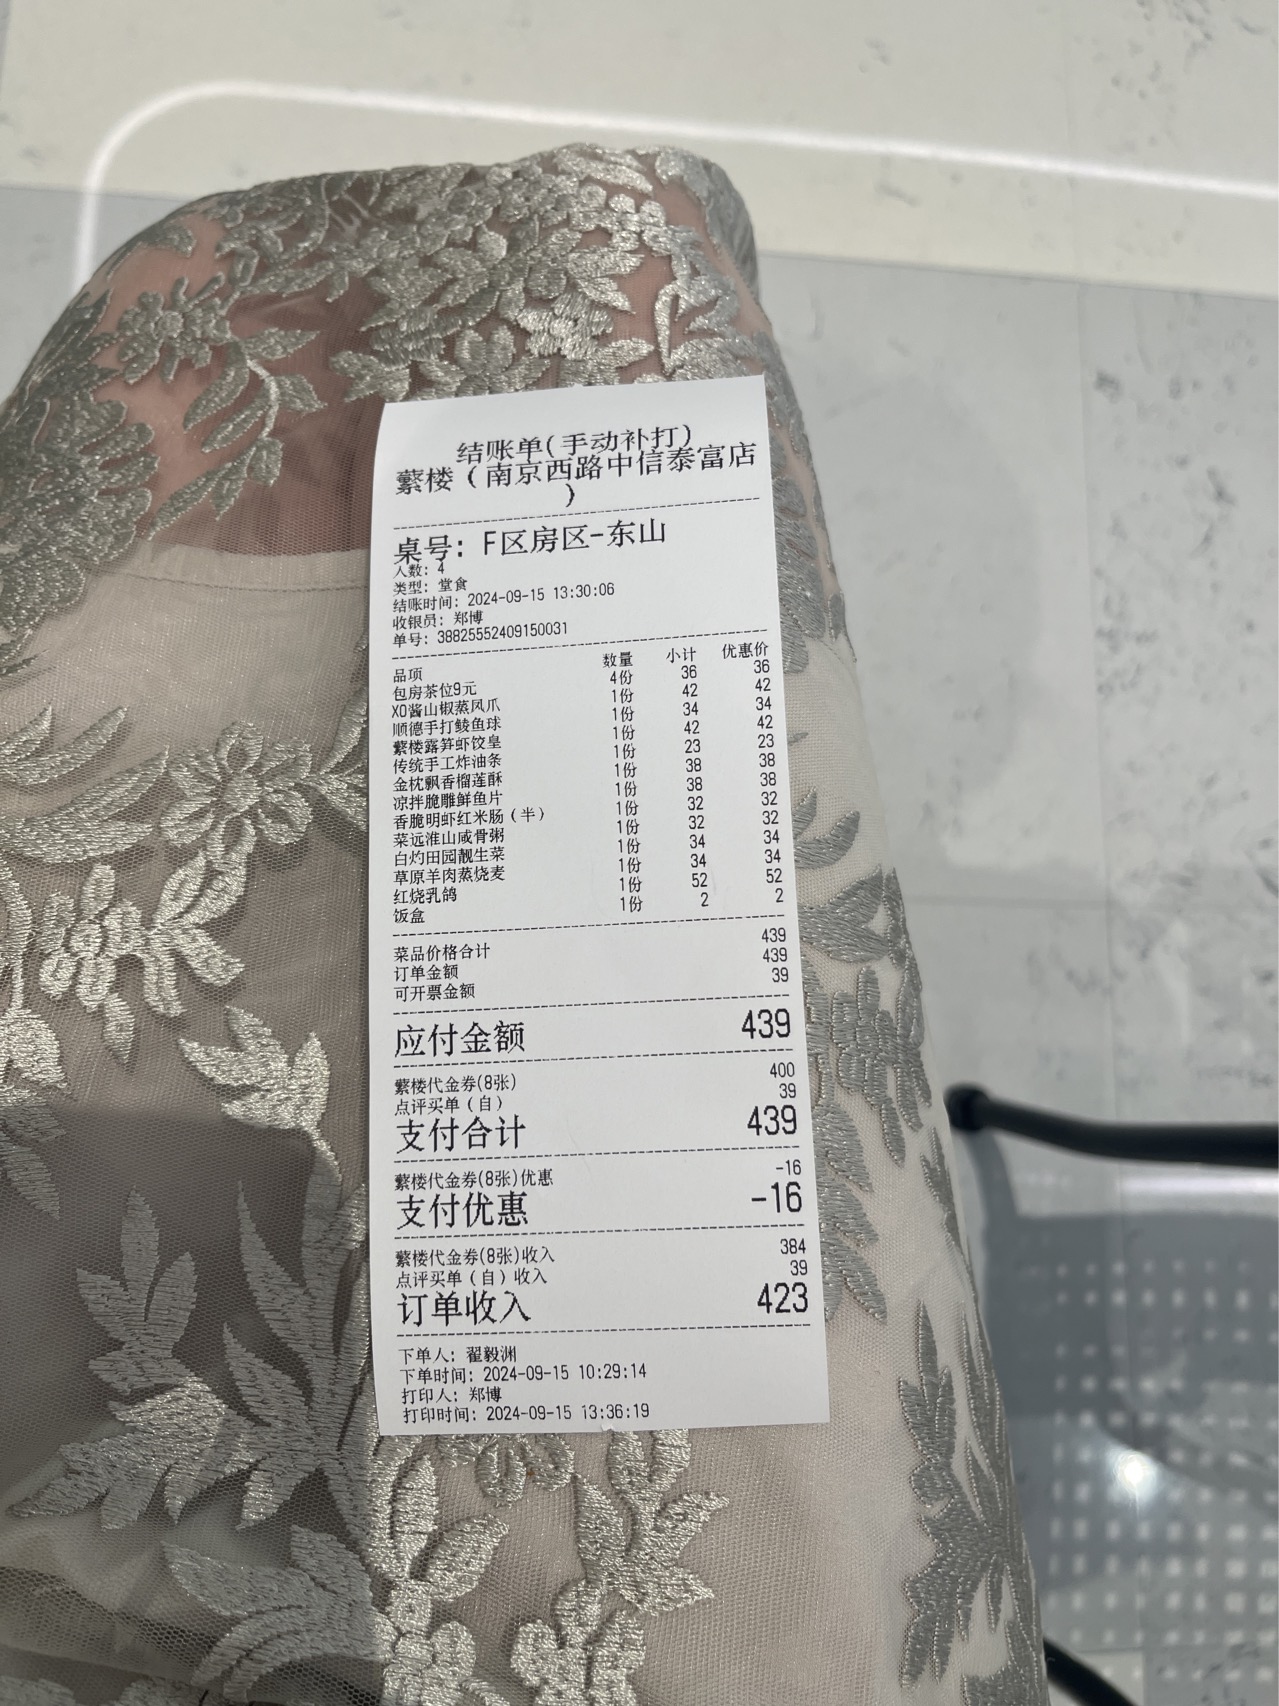 结账单(手动补打)
蘩楼（南京西路中信泰富店
）
桌号: F区房区-东山
人数: 4
类型: 堂食
结账时间: 2024-09-15 13:30:06
收银员: 郑博
单号: 38825552409150031
品项 数量 小计 优惠价
包房茶位9元 4份 36 36
XO酱山椒蒸凤爪 1份 42 42
顺德手打鲮鱼球 1份 34 34
蘩楼露笋虾饺皇 1份 42 42
传统手工炸油条 1份 23 23
金枕飘香榴莲酥 1份 38 38
凉拌脆雕鲜鱼片 1份 38 38
香脆明虾红米肠（半） 1份 32 32
菜远淮山咸骨粥 1份 32 32
白灼田园靓生菜 1份 34 34
草原羊肉蒸烧麦 1份 34 34
红烧乳鸽 1份 52 52
饭盒 1份 2 2
菜品价格合计 439
订单金额 439
可开票金额 39
应付金额 439
蘩楼代金券(8张) 400
点评买单（自） 39
支付合计 439
蘩楼代金券(8张)优惠 -16
支付优惠 -16
蘩楼代金券(8张)收入 384
点评买单（自）收入 39
订单收入 423
下单人: 翟毅渊
下单时间: 2024-09-15 10:29:14
打印人: 郑博
打印时间: 2024-09-15 13:36:19